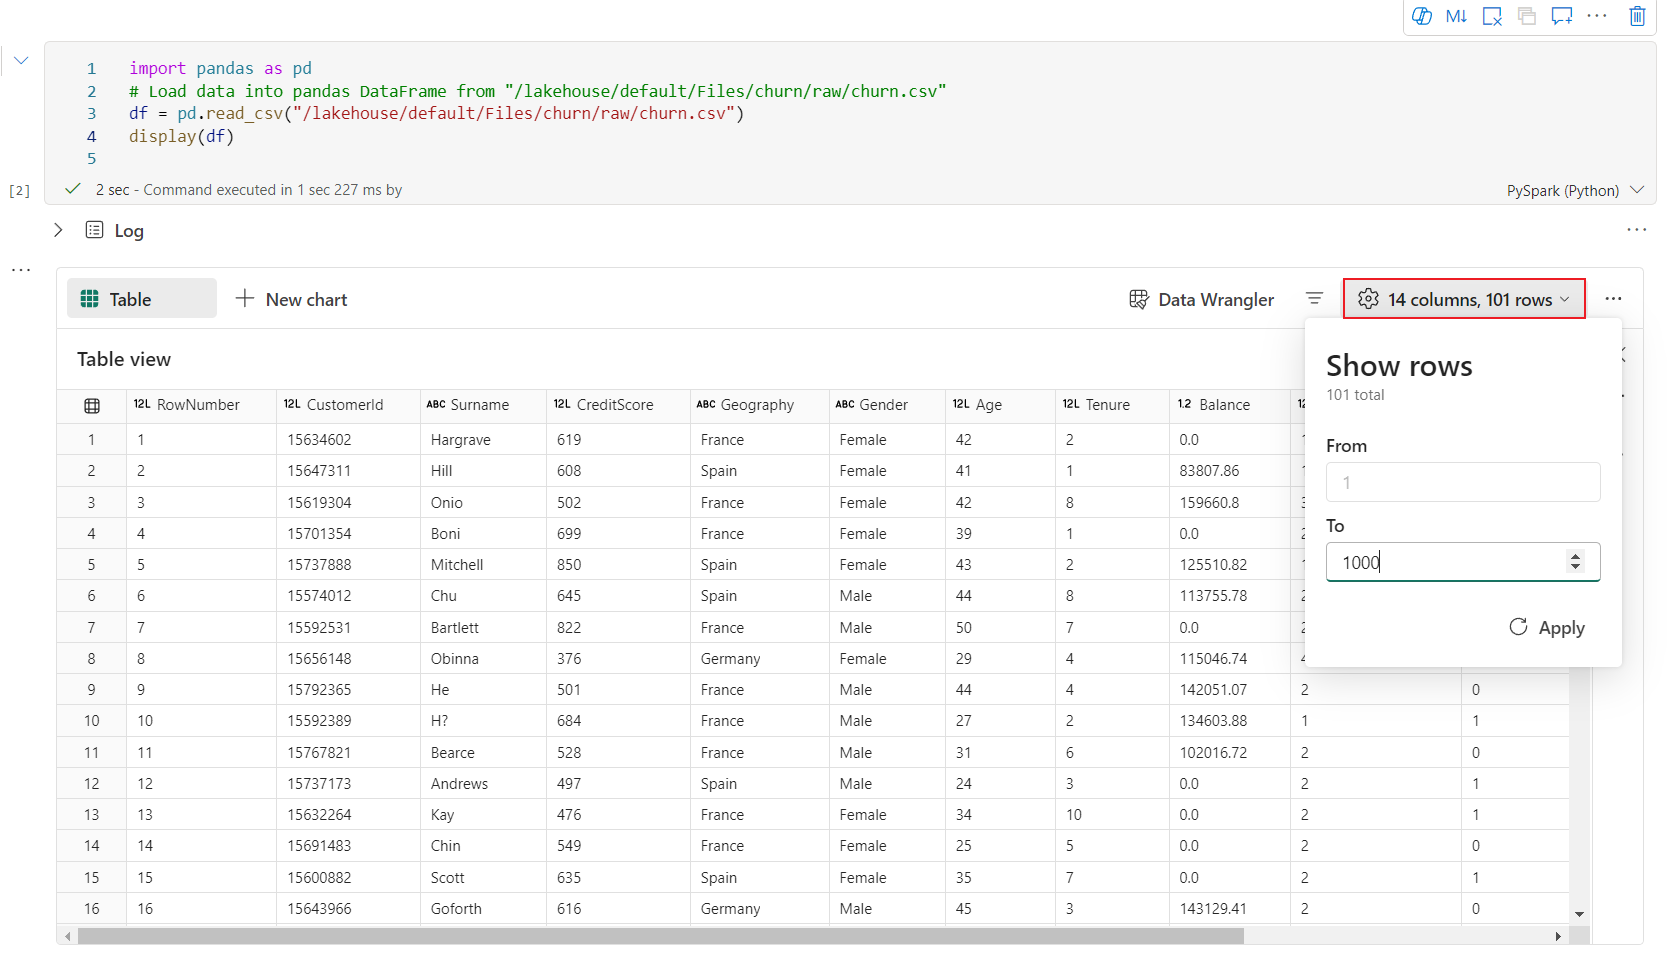 M↓
1 import pandas as pd
2 # Load data into pandas DataFrame from "/lakehouse/default/Files/churn/raw/churn.csv"
3 df = pd.read_csv("/lakehouse/default/Files/churn/raw/churn.csv")
4 display(df)
5
[2] 2 sec - Command executed in 1 sec 227 ms by PySpark (Python)
Log
Table New chart Data Wrangler 14 columns, 101 rows
Table view
Show rows
101 total
From
1
To
1000
Apply
12L RowNumber 12L CustomerId ABC Surname 12L CreditScore ABC Geography ABC Gender 12L Age 12L Tenure 1.2 Balance
1 1 15634602 Hargrave 619 France Female 42 2 0.0
2 2 15647311 Hill 608 Spain Female 41 1 83807.86
3 3 15619304 Onio 502 France Female 42 8 159660.8
4 4 15701354 Boni 699 France Female 39 1 0.0
5 5 15737888 Mitchell 850 Spain Female 43 2 125510.82
6 6 15574012 Chu 645 Spain Male 44 8 113755.78
7 7 15592531 Bartlett 822 France Male 50 7 0.0
8 8 15656148 Obinna 376 Germany Female 29 4 115046.74
9 9 15792365 He 501 France Male 44 4 142051.07 2 0
10 10 15592389 H? 684 France Male 27 2 134603.88 1 1
11 11 15767821 Bearce 528 France Male 31 6 102016.72 2 0
12 12 15737173 Andrews 497 Spain Male 24 3 0.0 2 1
13 13 15632264 Kay 476 France Female 34 10 0.0 2 1
14 14 15691483 Chin 549 France Female 25 5 0.0 2 0
15 15 15600882 Scott 635 Spain Female 35 7 0.0 2 1
16 16 15643966 Goforth 616 Germany Male 45 3 143129.41 2 0